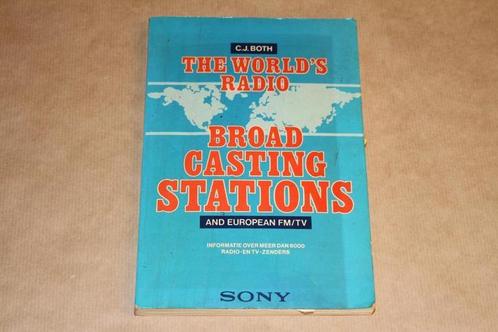 C.J. BOTH
THE WORLD'S
RADIO
BROAD
CASTING
STATIONS
AND EUROPEAN FM/TV
INFORMATIE OVER MEER DAN 6000
RADIO-EN TV-ZENDERS
SONY